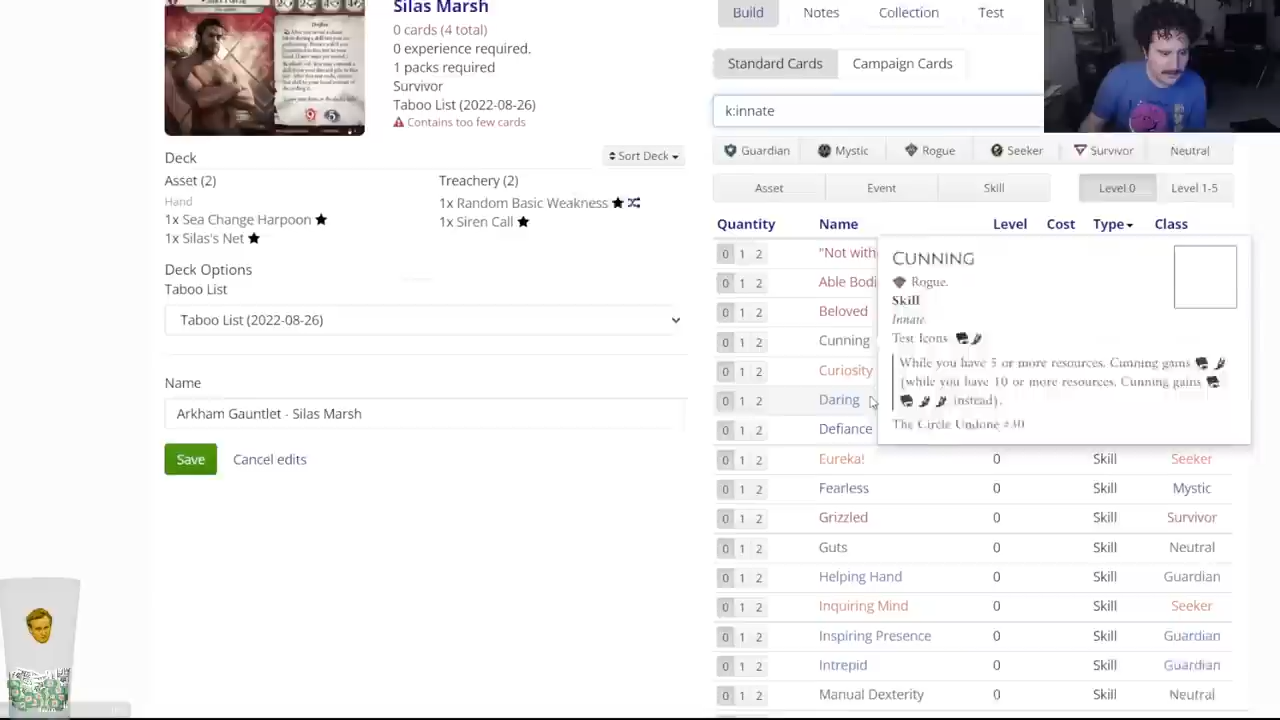 Silas Marsh
0 cards (4 total)
0 experience required.
1 packs required
Survivor
Taboo List (2022-08-26)
Contains too few cards
Deck
Sort Deck
Asset (2)
Hand
1x Sea Change Harpoon
1x Silas's Net
Treachery (2)
1x Random Basic Weakness
1x Siren Call
Deck Options
Taboo List
Taboo List (2022-08-26)
Name
Arkham Gauntlet - Silas Marsh
Save Cancel edits
Build Notes Collection Test
Standard Cards Campaign Cards
k:innate
Guardian Mystic Rogue Seeker Survivor Neutral
Asset Event Skill Level 0 Level 1-5
Quantity Name Level Cost Type Class
0 1 2 "Not with
0 1 2 Able Bod
0 1 2 Beloved
0 1 2 Cunning
0 1 2 Curiosity
0 1 2 Daring
0 1 2 Defiance
CUNNING
Rogue.
Skill
Innate.
Test Icons
While you have 5 or more resources, Cunning gains
(while you have 10 or more resources, Cunning gains
instead).
The Circle Undone #30
0 1 2 Eureka! 0 Skill Seeker
0 1 2 Fearless 0 Skill Mystic
0 1 2 Grizzled 0 Skill Survivor
0 1 2 Guts 0 Skill Neutral
0 1 2 Helping Hand 0 Skill Guardian
0 1 2 Inquiring Mind 0 Skill Seeker
0 1 2 Inspiring Presence 0 Skill Guardian
0 1 2 Intrepid 0 Skill Guardian
0 1 2 Manual Dexterity 0 Skill Neutral